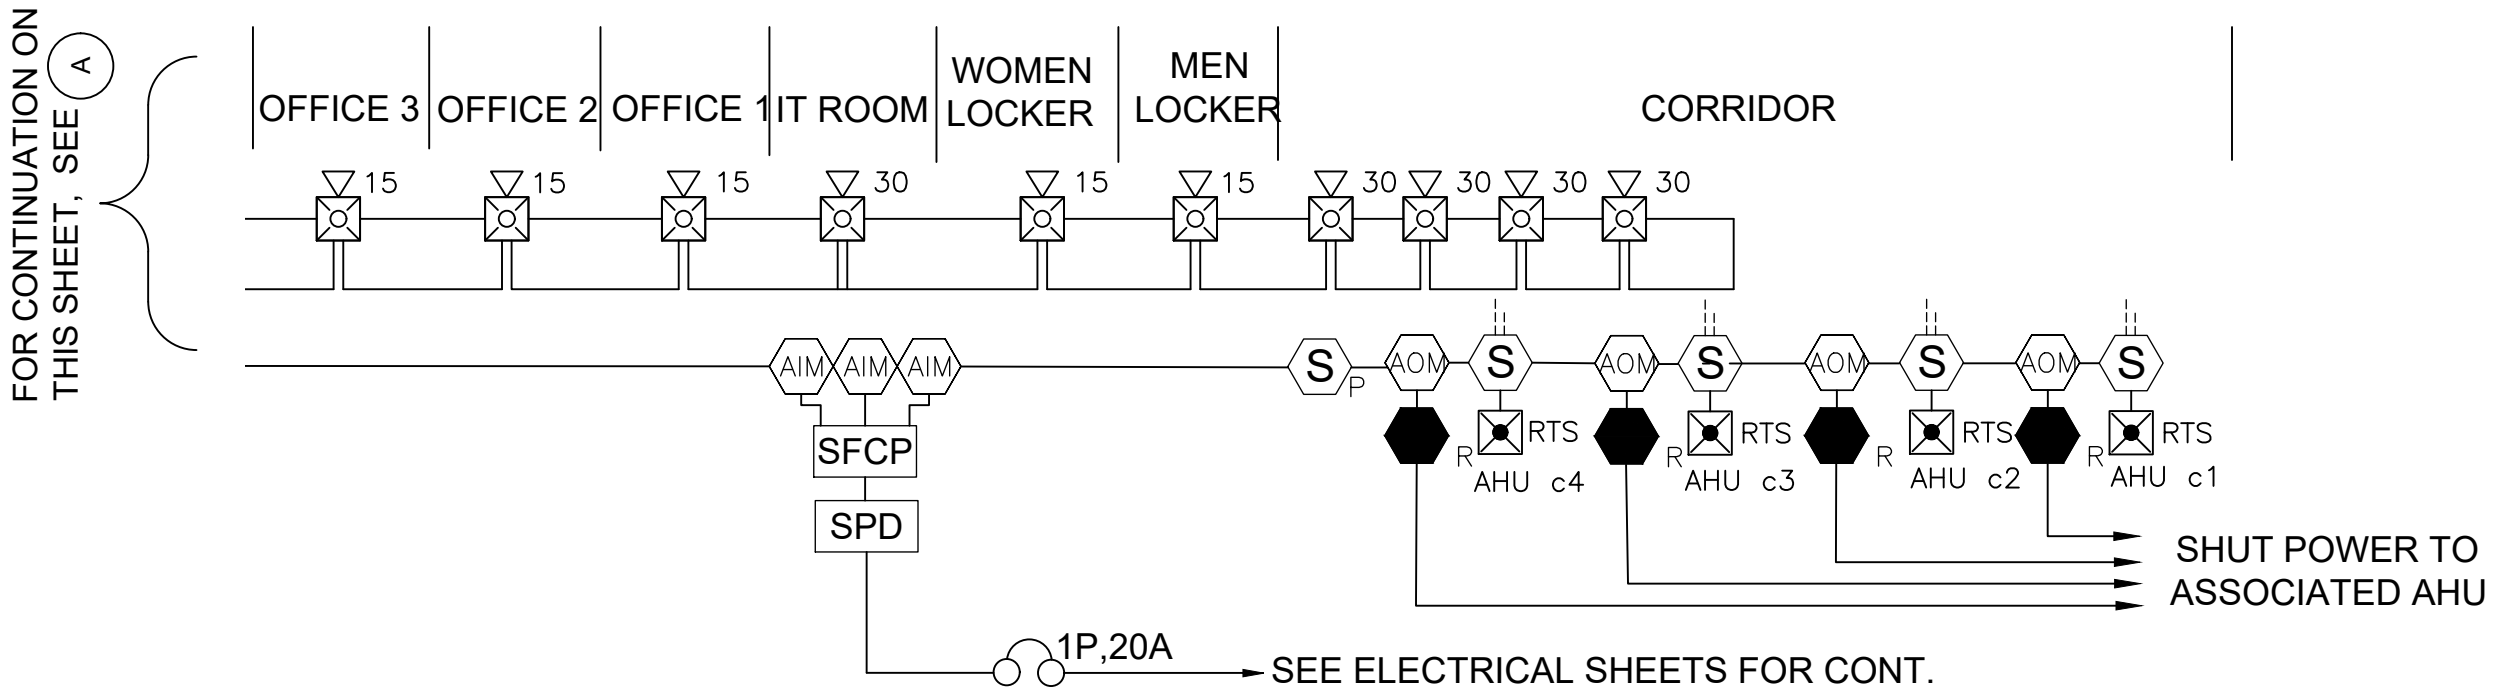 FOR CONTINUATION ON
THIS SHEET, SEE
A
OFFICE 3
OFFICE 2
OFFICE 1
IT ROOM
WOMEN
LOCKER
MEN
LOCKER
CORRIDOR
15
15
15
30
15
15
30
30
30
30
AIM
AIM
AIM
S
P
AOM
S
AOM
S
AOM
S
AOM
S
SFCP
SPD
R
RTS
AHU c4
R
RTS
AHU c3
R
RTS
AHU c2
R
RTS
AHU c1
SHUT POWER TO
ASSOCIATED AHU
1P,20A
SEE ELECTRICAL SHEETS FOR CONT.